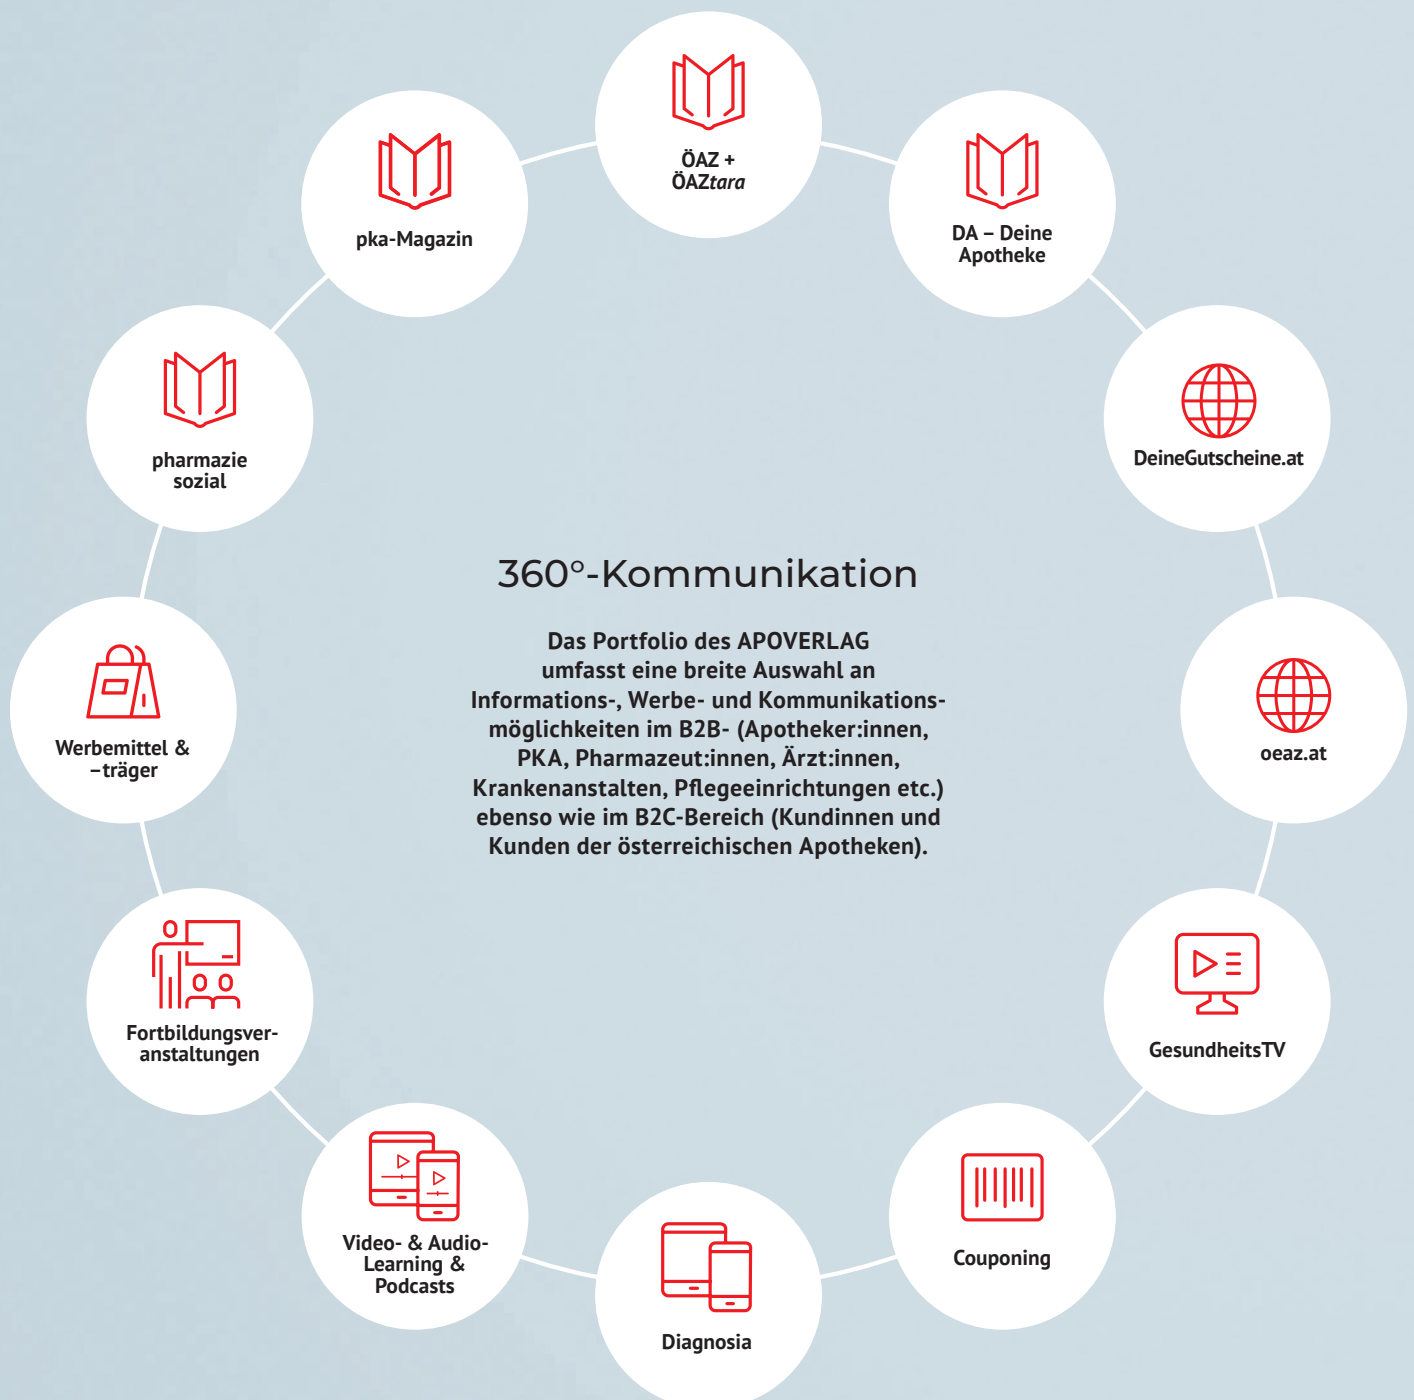 ÖAZ +
ÖAZtara
DA – Deine
Apotheke
DeineGutscheine.at
oeaz.at
GesundheitsTV
Couponing
Diagnosia
Video- & Audio-
Learning &
Podcasts
Fortbildungsver-
anstaltungen
Werbemittel &
–träger
pharmazie
sozial
pka-Magazin
360°-Kommunikation
Das Portfolio des APOVERLAG
umfasst eine breite Auswahl an
Informations-, Werbe- und Kommunikations-
möglichkeiten im B2B- (Apotheker:innen,
PKA, Pharmazeut:innen, Ärzt:innen,
Krankenanstalten, Pflegeeinrichtungen etc.)
ebenso wie im B2C-Bereich (Kundinnen und
Kunden der österreichischen Apotheken).